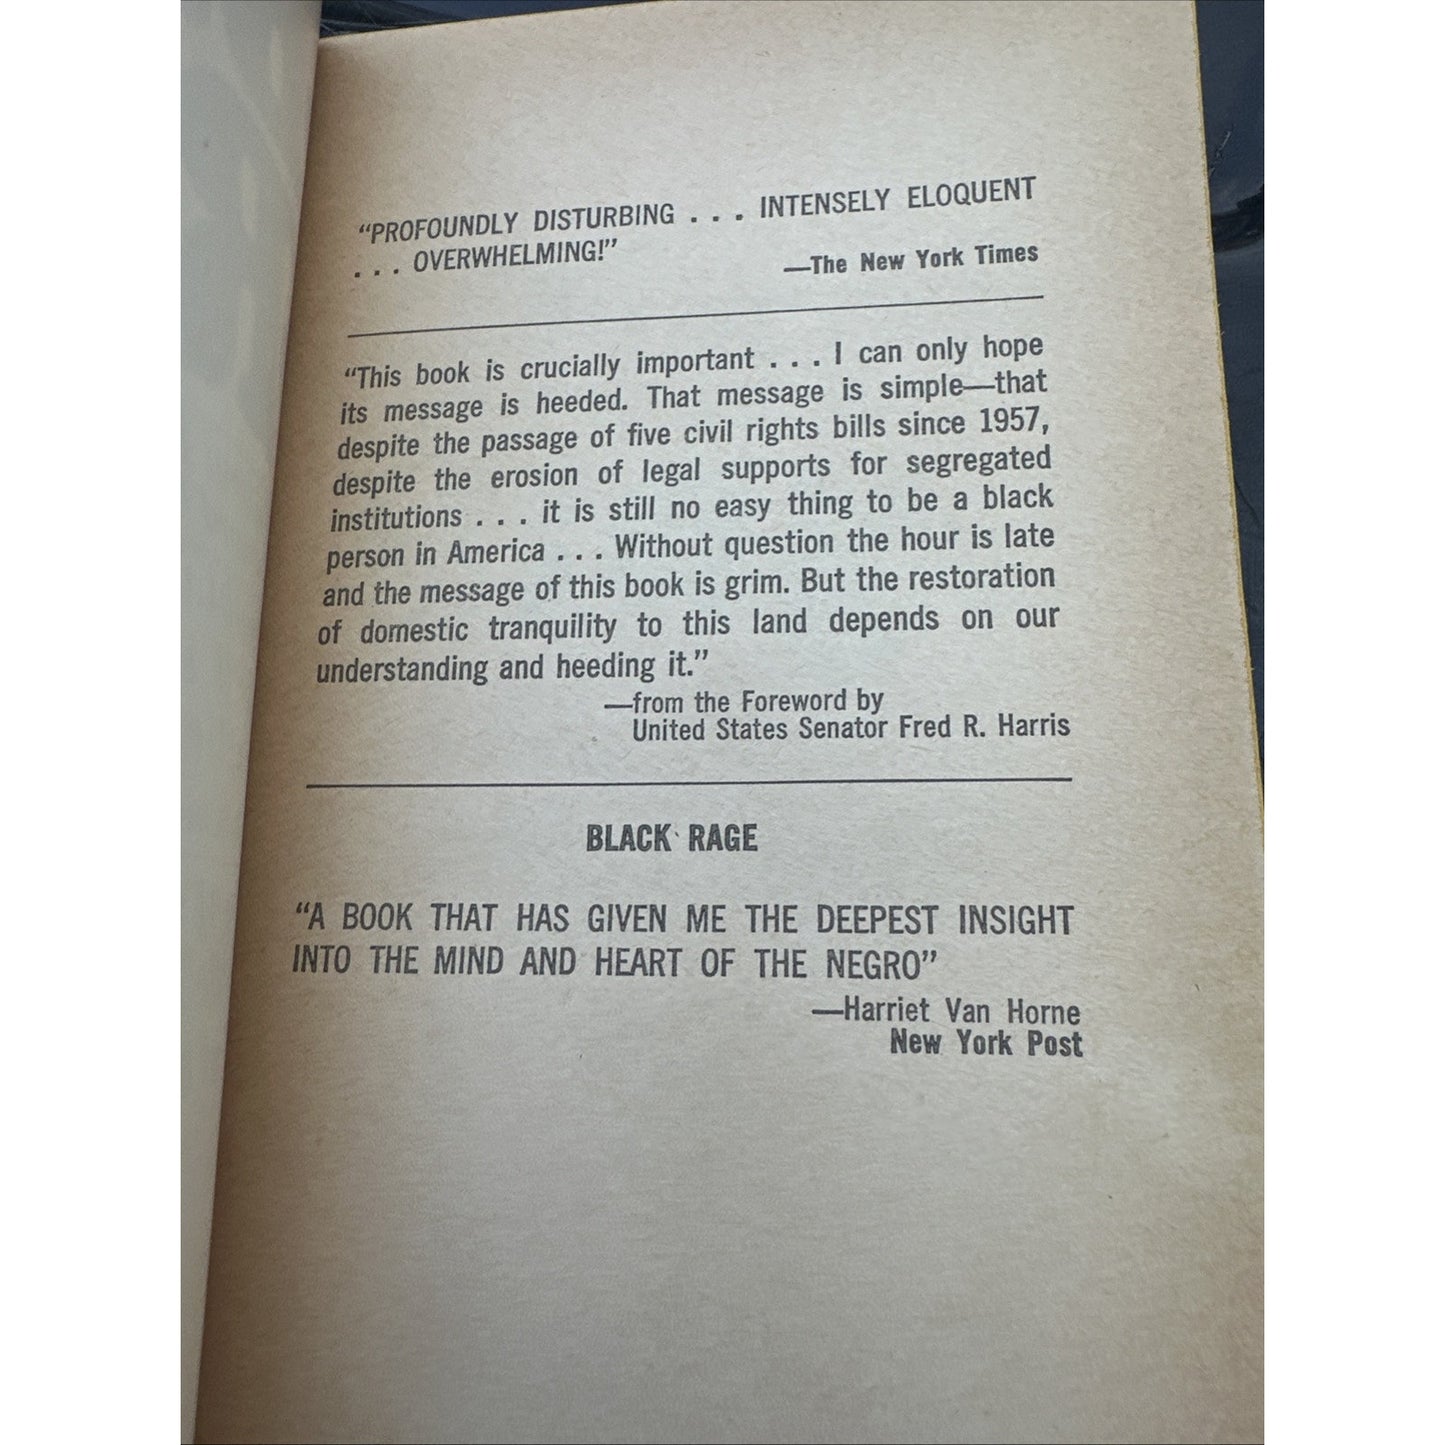 “PROFOUNDLY DISTURBING . . . INTENSELY ELOQUENT
. . . OVERWHELMING!”
—The New York Times
“This book is crucially important . . . I can only hope
its message is heeded. That message is simple—that
despite the passage of five civil rights bills since 1957,
despite the erosion of legal supports for segregated
institutions . . . it is still no easy thing to be a black
person in America . . . Without question the hour is late
and the message of this book is grim. But the restoration
of domestic tranquility to this land depends on our
understanding and heeding it.”
—from the Foreword by
United States Senator Fred R. Harris
BLACK RAGE
“A BOOK THAT HAS GIVEN ME THE DEEPEST INSIGHT
INTO THE MIND AND HEART OF THE NEGRO”
—Harriet Van Horne
New York Post